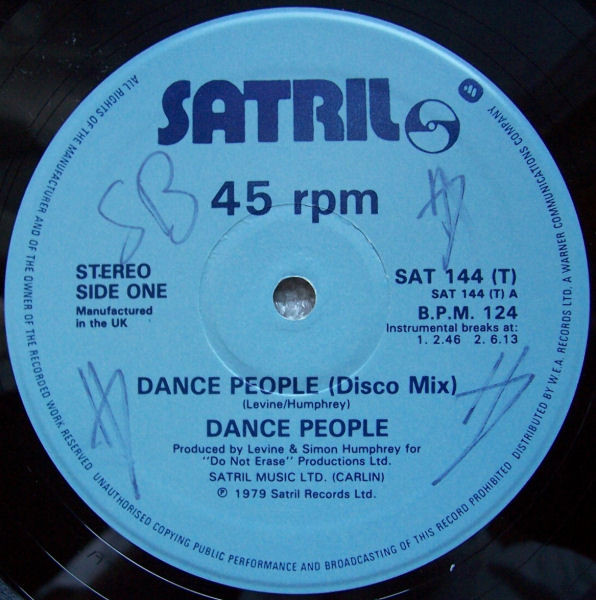 SATRIL
45 rpm
SB
STEREO
SIDE ONE
Manufactured
in the UK
SAT 144 (T)
SAT 144 (T) A
B.P.M. 124
Instrumental breaks at:
1. 2.46 2. 6.13
DANCE PEOPLE (Disco Mix)
(Levine/Humphrey)
DANCE PEOPLE
Produced by Levine & Simon Humphrey for
"Do Not Erase" Productions Ltd.
SATRIL MUSIC LTD. (CARLIN)
℗ 1979 Satril Records Ltd.
ALL RIGHTS OF THE MANUFACTURER AND OF THE OWNER OF THE RECORDED WORK RESERVED UNAUTHORISED COPYING PUBLIC PERFORMANCE AND BROADCASTING OF THIS RECORD PROHIBITED DISTRIBUTED BY W.E.A. RECORDS LTD. A WARNER COMMUNICATIONS COMPANY